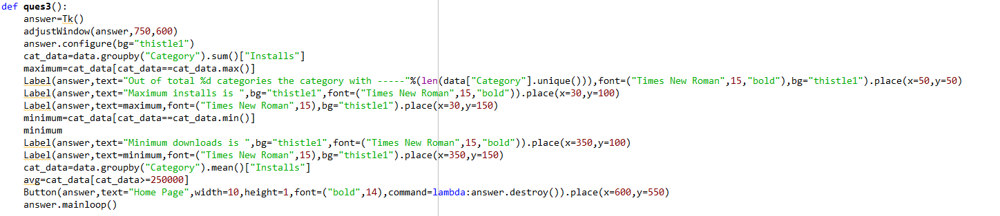 def ques3():
    answer=Tk()
    adjustWindow(answer,750,600)
    answer.configure(bg="thistle1")
    cat_data=data.groupby("Category").sum()["Installs"]
    maximum=cat_data[cat_data==cat_data.max()]
    Label(answer,text="Out of total %d categories the category with -----"%(len(data["Category"].unique())),font=("Times New Roman",15,"bold"),bg="thistle1").place(x=50,y=50)
    Label(answer,text="Maximum installs is ",bg="thistle1",font=("Times New Roman",15,"bold")).place(x=30,y=100)
    Label(answer,text=maximum,font=("Times New Roman",15),bg="thistle1").place(x=30,y=150)
    minimum=cat_data[cat_data==cat_data.min()]
    minimum
    Label(answer,text="Minimum downloads is ",bg="thistle1",font=("Times New Roman",15,"bold")).place(x=350,y=100)
    Label(answer,text=minimum,font=("Times New Roman",15),bg="thistle1").place(x=350,y=150)
    cat_data=data.groupby("Category").mean()["Installs"]
    avg=cat_data[cat_data>=250000]
    Button(answer,text="Home Page",width=10,height=1,font=("bold",14),command=lambda:answer.destroy()).place(x=600,y=550)
    answer.mainloop()